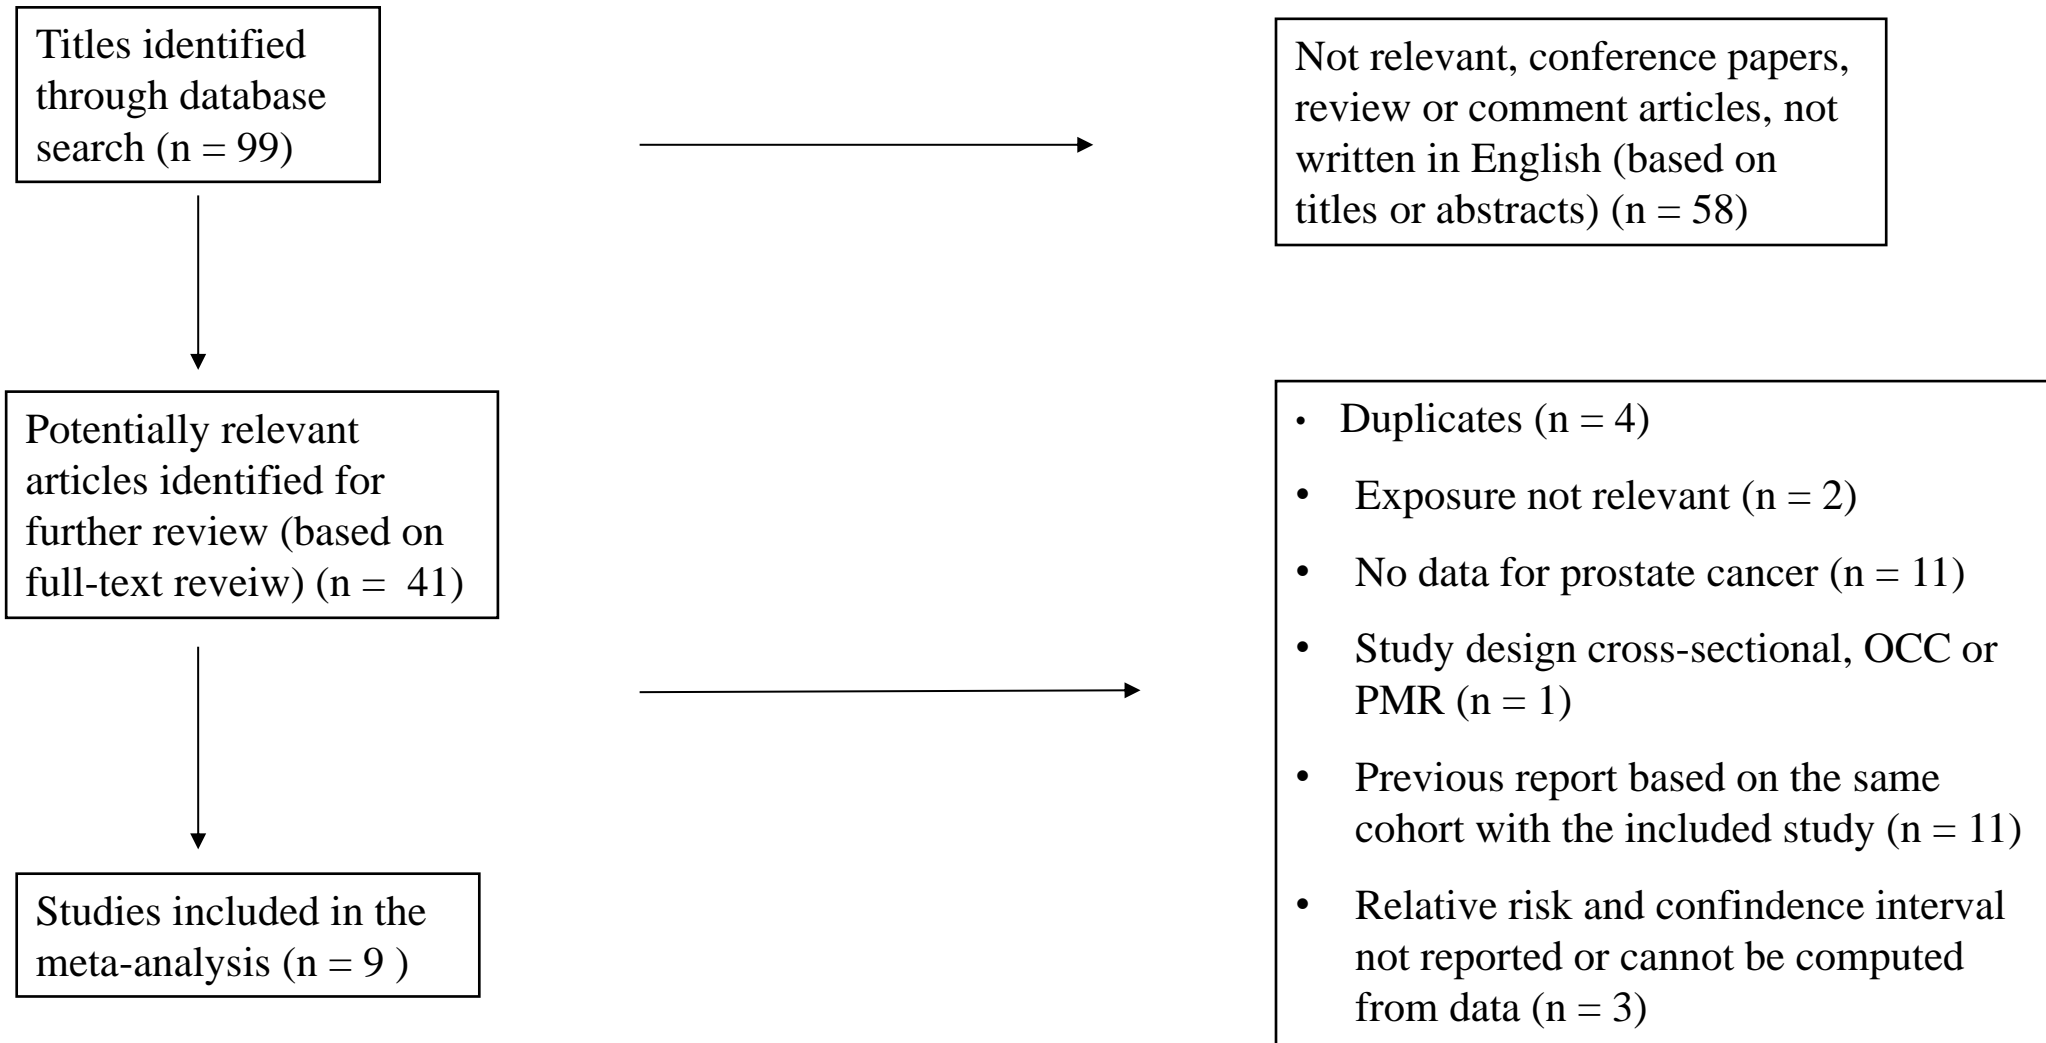 Titles identified
through database
search (n = 99)
Not relevant, conference papers,
review or comment articles, not
written in English (based on
titles or abstracts) (n = 58)
Potentially relevant
articles identified for
further review (based on
full-text reveiw) (n =  41)
• Duplicates (n = 4)
• Exposure not relevant (n = 2)
• No data for prostate cancer (n = 11)
• Study design cross-sectional, OCC or
PMR (n = 1)
• Previous report based on the same
cohort with the included study (n = 11)
• Relative risk and confindence interval
not reported or cannot be computed
from data (n = 3)
Studies included in the
meta-analysis (n = 9 )